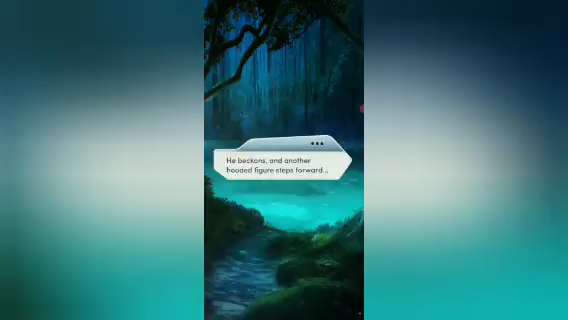 He beckons, and another
hooded figure steps forward...